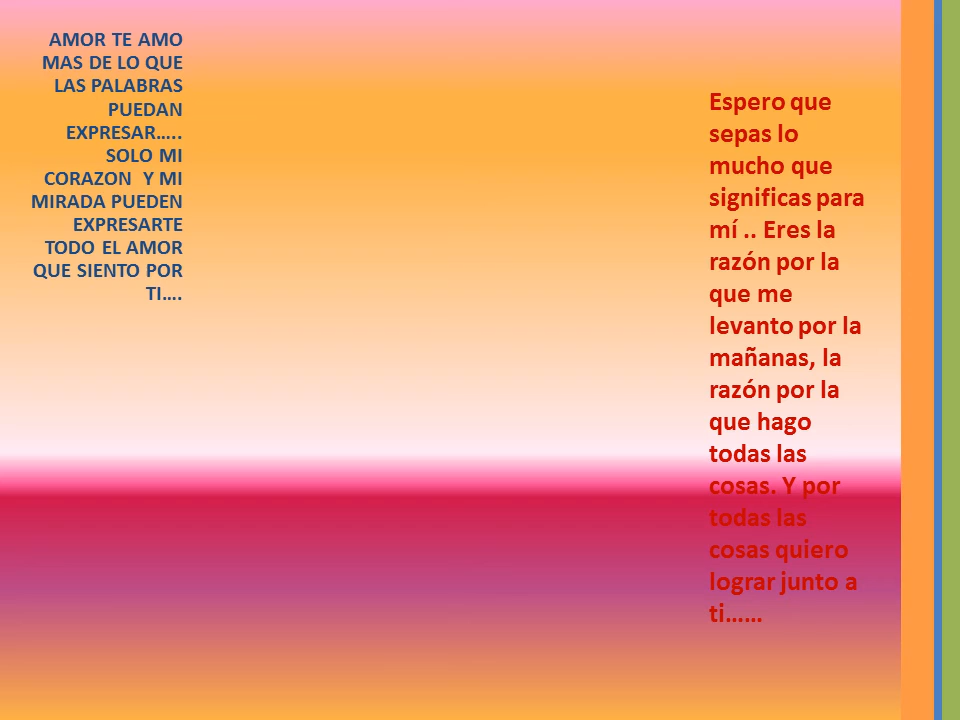 AMOR TE AMO
MAS DE LO QUE
LAS PALABRAS
PUEDAN
EXPRESAR…..
SOLO MI
CORAZON Y MI
MIRADA PUEDEN
EXPRESARTE
TODO EL AMOR
QUE SIENTO POR
TI….
Espero que
sepas lo
mucho que
significas para
mí .. Eres la
razón por la
que me
levanto por la
mañanas, la
razón por la
que hago
todas las
cosas. Y por
todas las
cosas quiero
lograr junto a
ti……